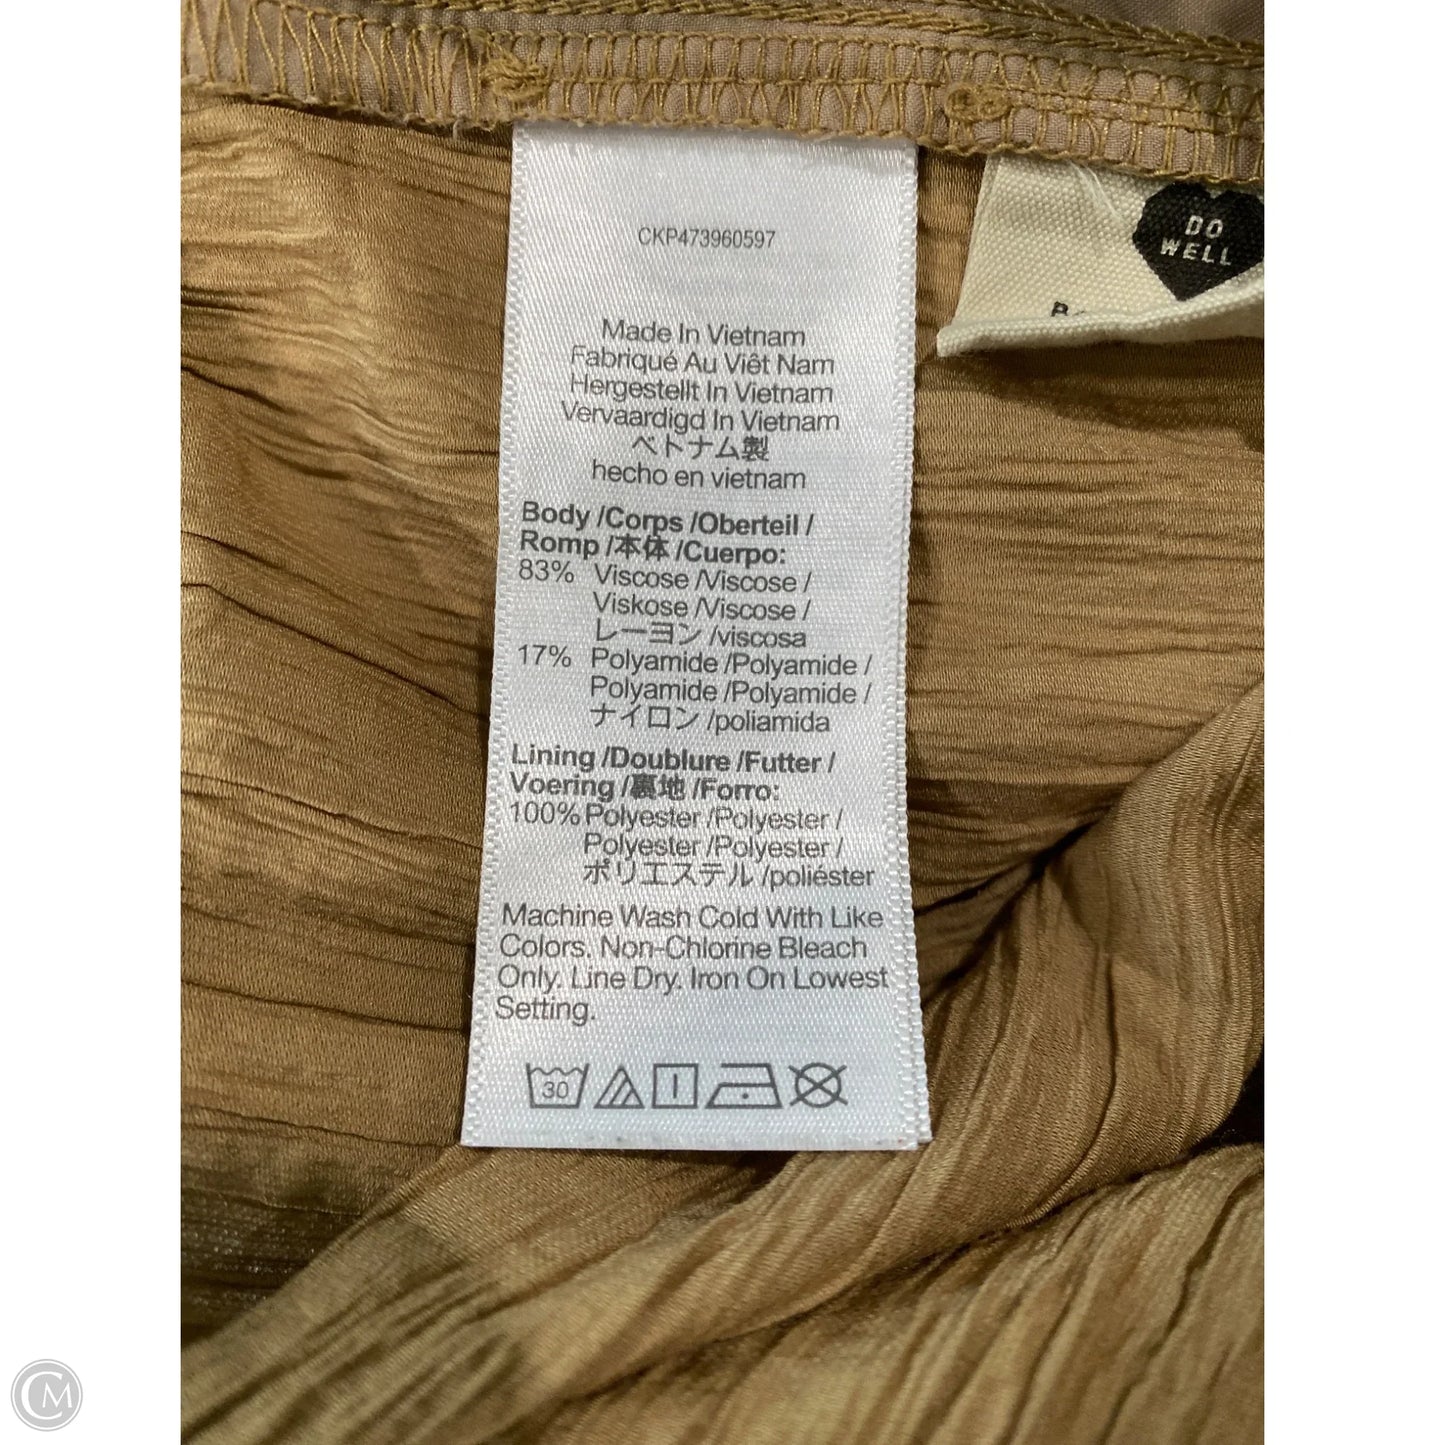 CKP473960597
Made In Vietnam
Fabriqué Au Viêt Nam
Hergestellt In Vietnam
Vervaardigd In Vietnam
ベトナム製
hecho en vietnam
Body /Corps /Oberteil /
Romp /本体 /Cuerpo:
83% Viscose /Viscose /
Viskose /Viscose /
レーヨン /viscosa
17% Polyamide /Polyamide /
Polyamide /Polyamide /
ナイロン /poliamida
Lining /Doublure /Futter /
Voering /裏地 /Forro:
100% Polyester /Polyester /
Polyester /Polyester /
ポリエステル /poliéster
Machine Wash Cold With Like
Colors. Non-Chlorine Bleach
Only. Line Dry. Iron On Lowest
Setting.
30
DO
WELL
CM